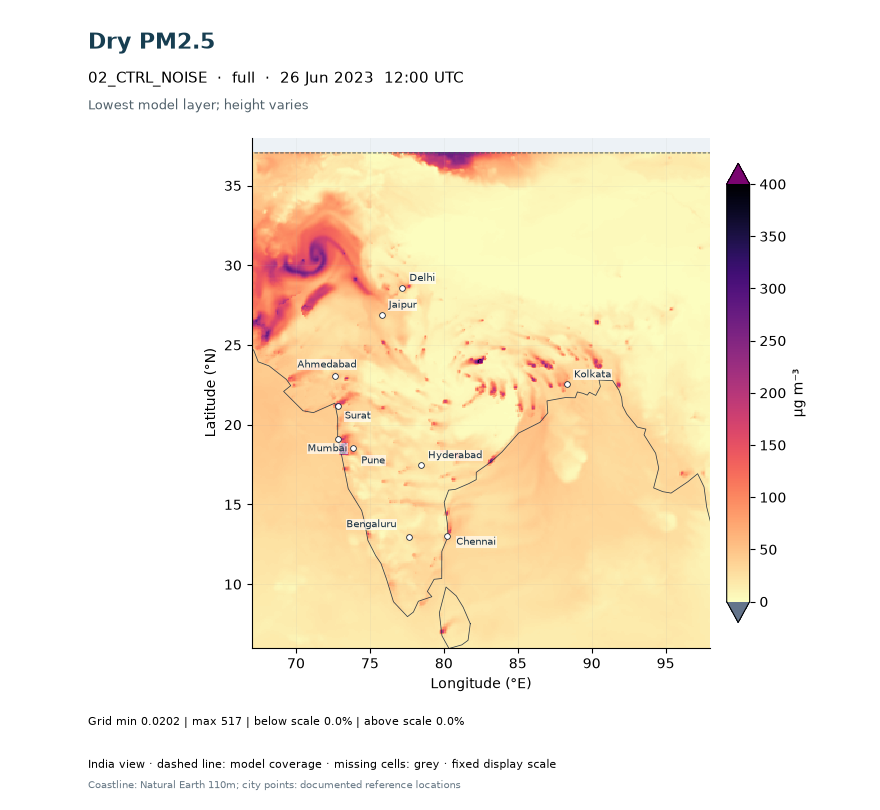 Dry PM2.5
02_CTRL_NOISE · full · 26 Jun 2023 12:00 UTC
Lowest model layer; height varies
35
30
25
20
15
10
Latitude (°N)
Delhi
Jaipur
Ahmedabad
Kolkata
Surat
Mumbai
Pune
Hyderabad
Bengaluru
Chennai
70 75 80 85 90 95
Longitude (°E)
400
350
300
250
200
150
100
50
0
µg m⁻³
Grid min 0.0202 | max 517 | below scale 0.0% | above scale 0.0%
India view · dashed line: model coverage · missing cells: grey · fixed display scale
Coastline: Natural Earth 110m; city points: documented reference locations